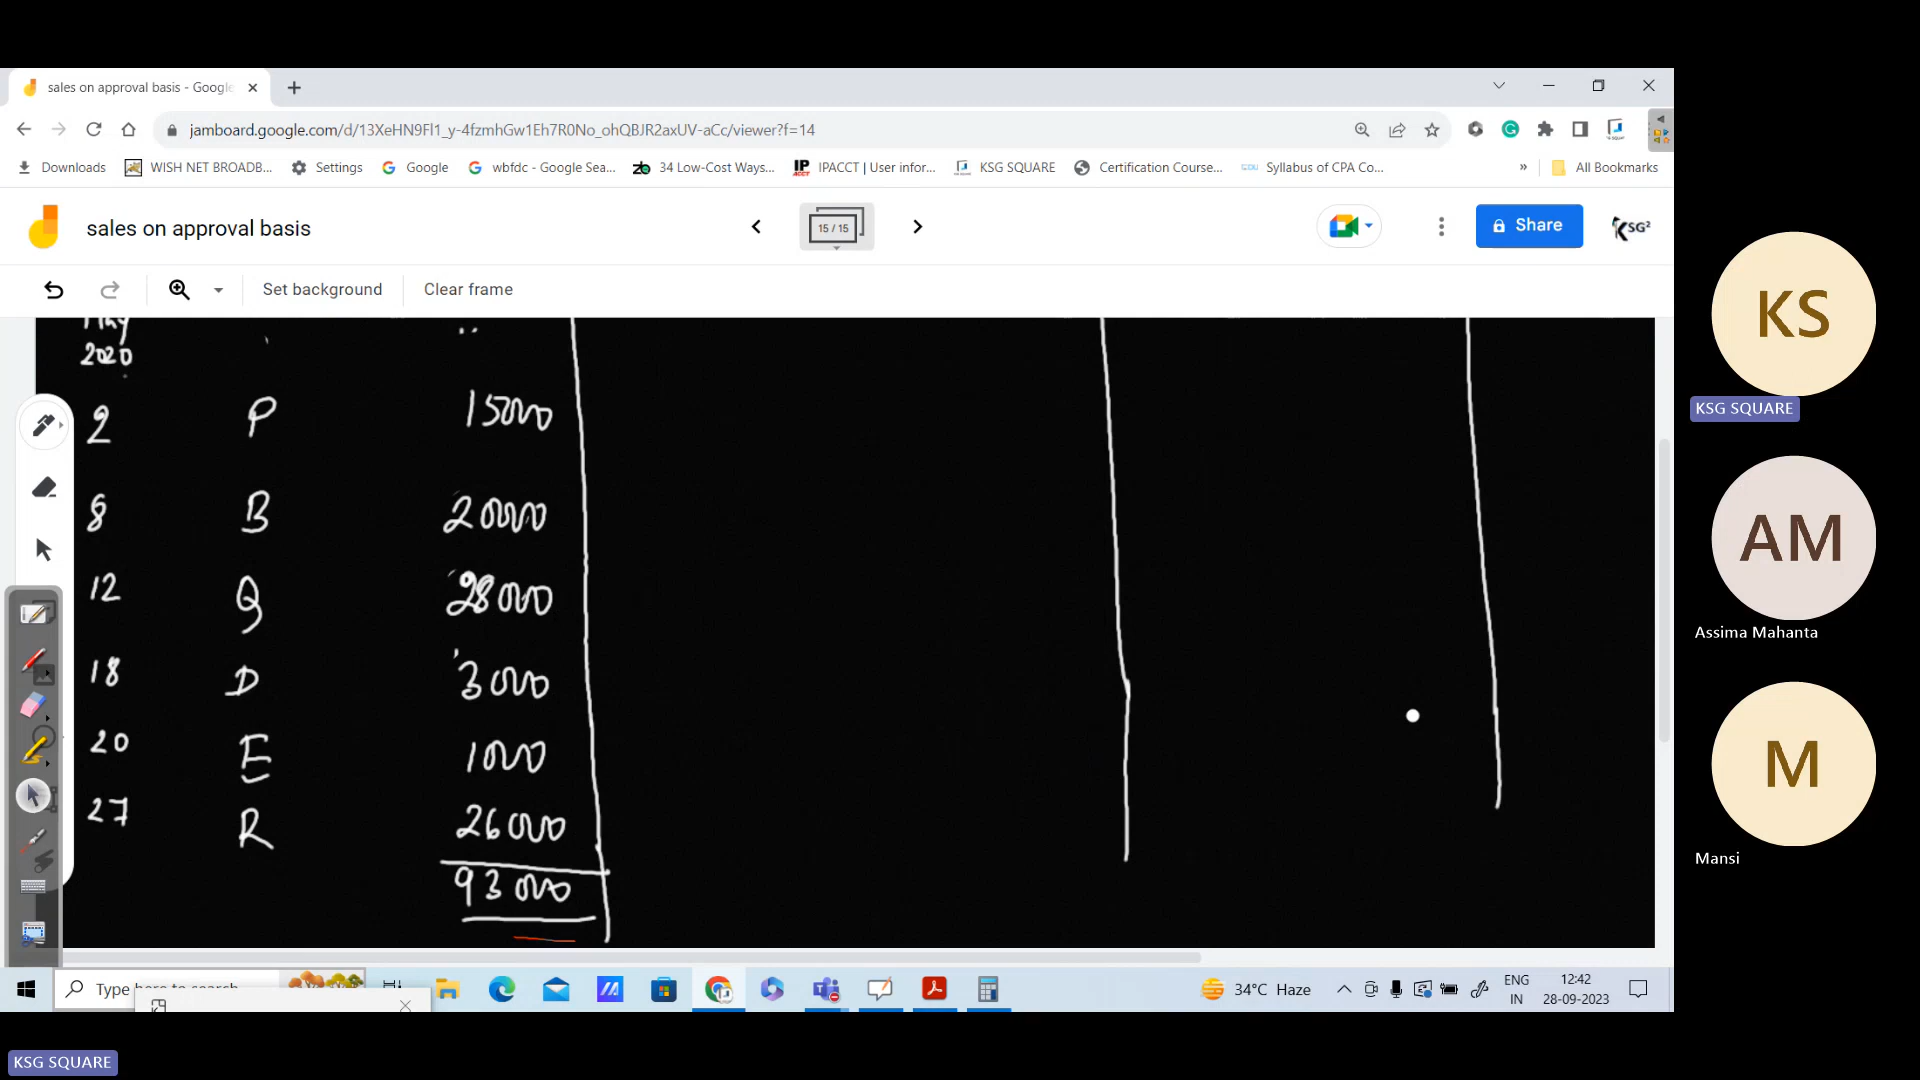 sales on approval basis - Google
jamboard.google.com/d/13XeHN9Fl1_y-4fzmhGw1Eh7R0No_ohQBJR2axUV-aCc/viewer?f=14
Downloads WISH NET BROADB... Settings Google wbfdc - Google Sea... 34 Low-Cost Ways... IP IPACCT | User infor... KSG SQUARE Certification Course... Syllabus of CPA Co... » All Bookmarks
sales on approval basis
15 / 15
Share
KSG²
Set background Clear frame
May
2020
2 P 15000
8 B 20000
12 Q 28000
18 D 3000
20 E 1000
27 R 26000
93000
KS
KSG SQUARE
AM
Assima Mahanta
M
Mansi
34°C Haze
ENG
IN
12:42
28-09-2023
KSG SQUARE